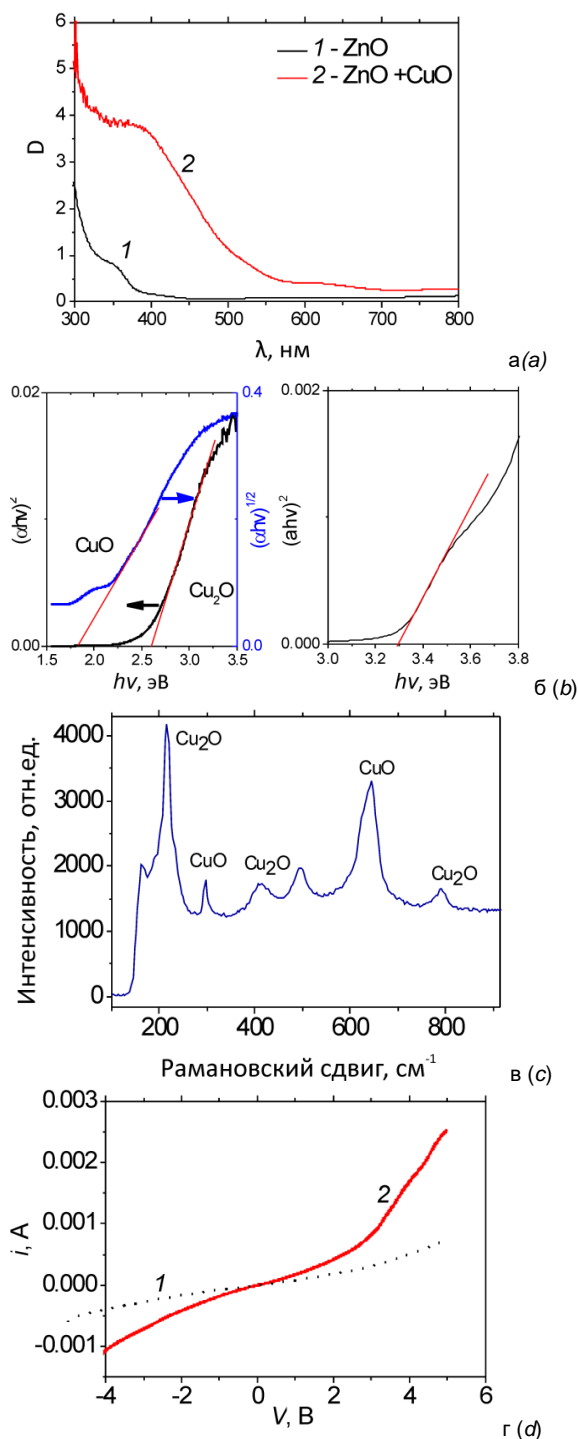 6
5
4
3
2
1
0
D
1 - ZnO
2 - ZnO +CuO
2
1
300 400 500 600 700 800
λ, нм
а(a)
0.02
0.00
(αhν)²
0.4
0.0
(αhν)^1/2
CuO
Cu₂O
1.5 2.0 2.5 3.0 3.5
hν, эВ
0.002
0.000
(ahν)²
3.0 3.2 3.4 3.6 3.8
hν, эВ
б (b)
4000
3000
2000
1000
0
Интенсивность, отн.ед.
Cu₂O
CuO
Cu₂O
CuO
Cu₂O
200 400 600 800
Рамановский сдвиг, см⁻¹
в (c)
0.003
0.002
0.001
0.000
-0.001
i, А
2
1
-4 -2 0 2 4 6
V, В
г (d)